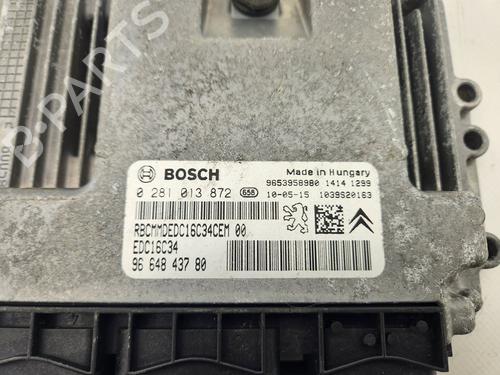 BOSCH
Made in Hungary
0 281 013 872 658
9653958980 1414 1299
10-05-15 1039S20163
RBCMMDEDC16C34CEM 00
EDC16C34
96 648 437 80